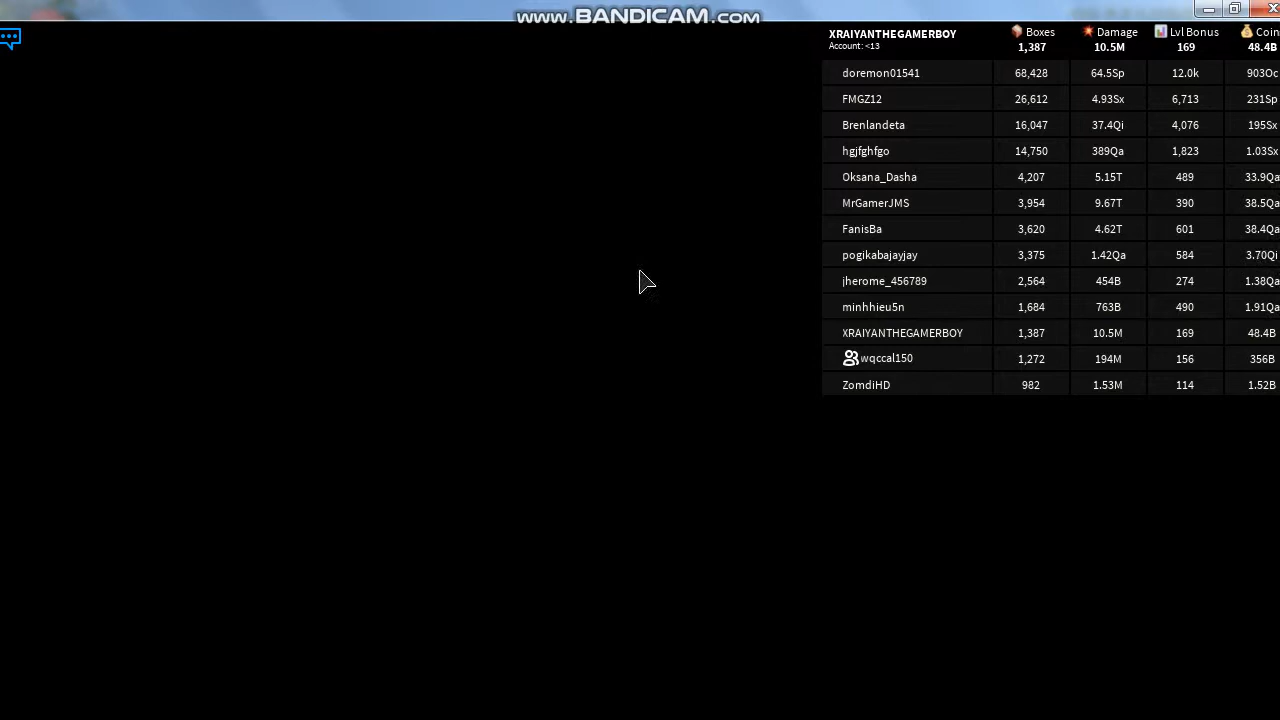 www.BANDICAM.com
XRAIYANTHEGAMERBOY Boxes Damage Lvl Bonus Coin
Account: <13 1,387 10.5M 169 48.4B
doremon01541 68,428 64.5Sp 12.0k 903Oc
FMGZ12 26,612 4.93Sx 6,713 231Sp
Brenlandeta 16,047 37.4Qi 4,076 195Sx
hgjfghfgo 14,750 389Qa 1,823 1.03Sx
Oksana_Dasha 4,207 5.15T 489 33.9Qa
MrGamerJMS 3,954 9.67T 390 38.5Qa
FanisBa 3,620 4.62T 601 38.4Qa
pogikabajayjay 3,375 1.42Qa 584 3.70Qi
jherome_456789 2,564 454B 274 1.38Qa
minhhieu5n 1,684 763B 490 1.91Qa
XRAIYANTHEGAMERBOY 1,387 10.5M 169 48.4B
wqccal150 1,272 194M 156 356B
ZomdiHD 982 1.53M 114 1.52B